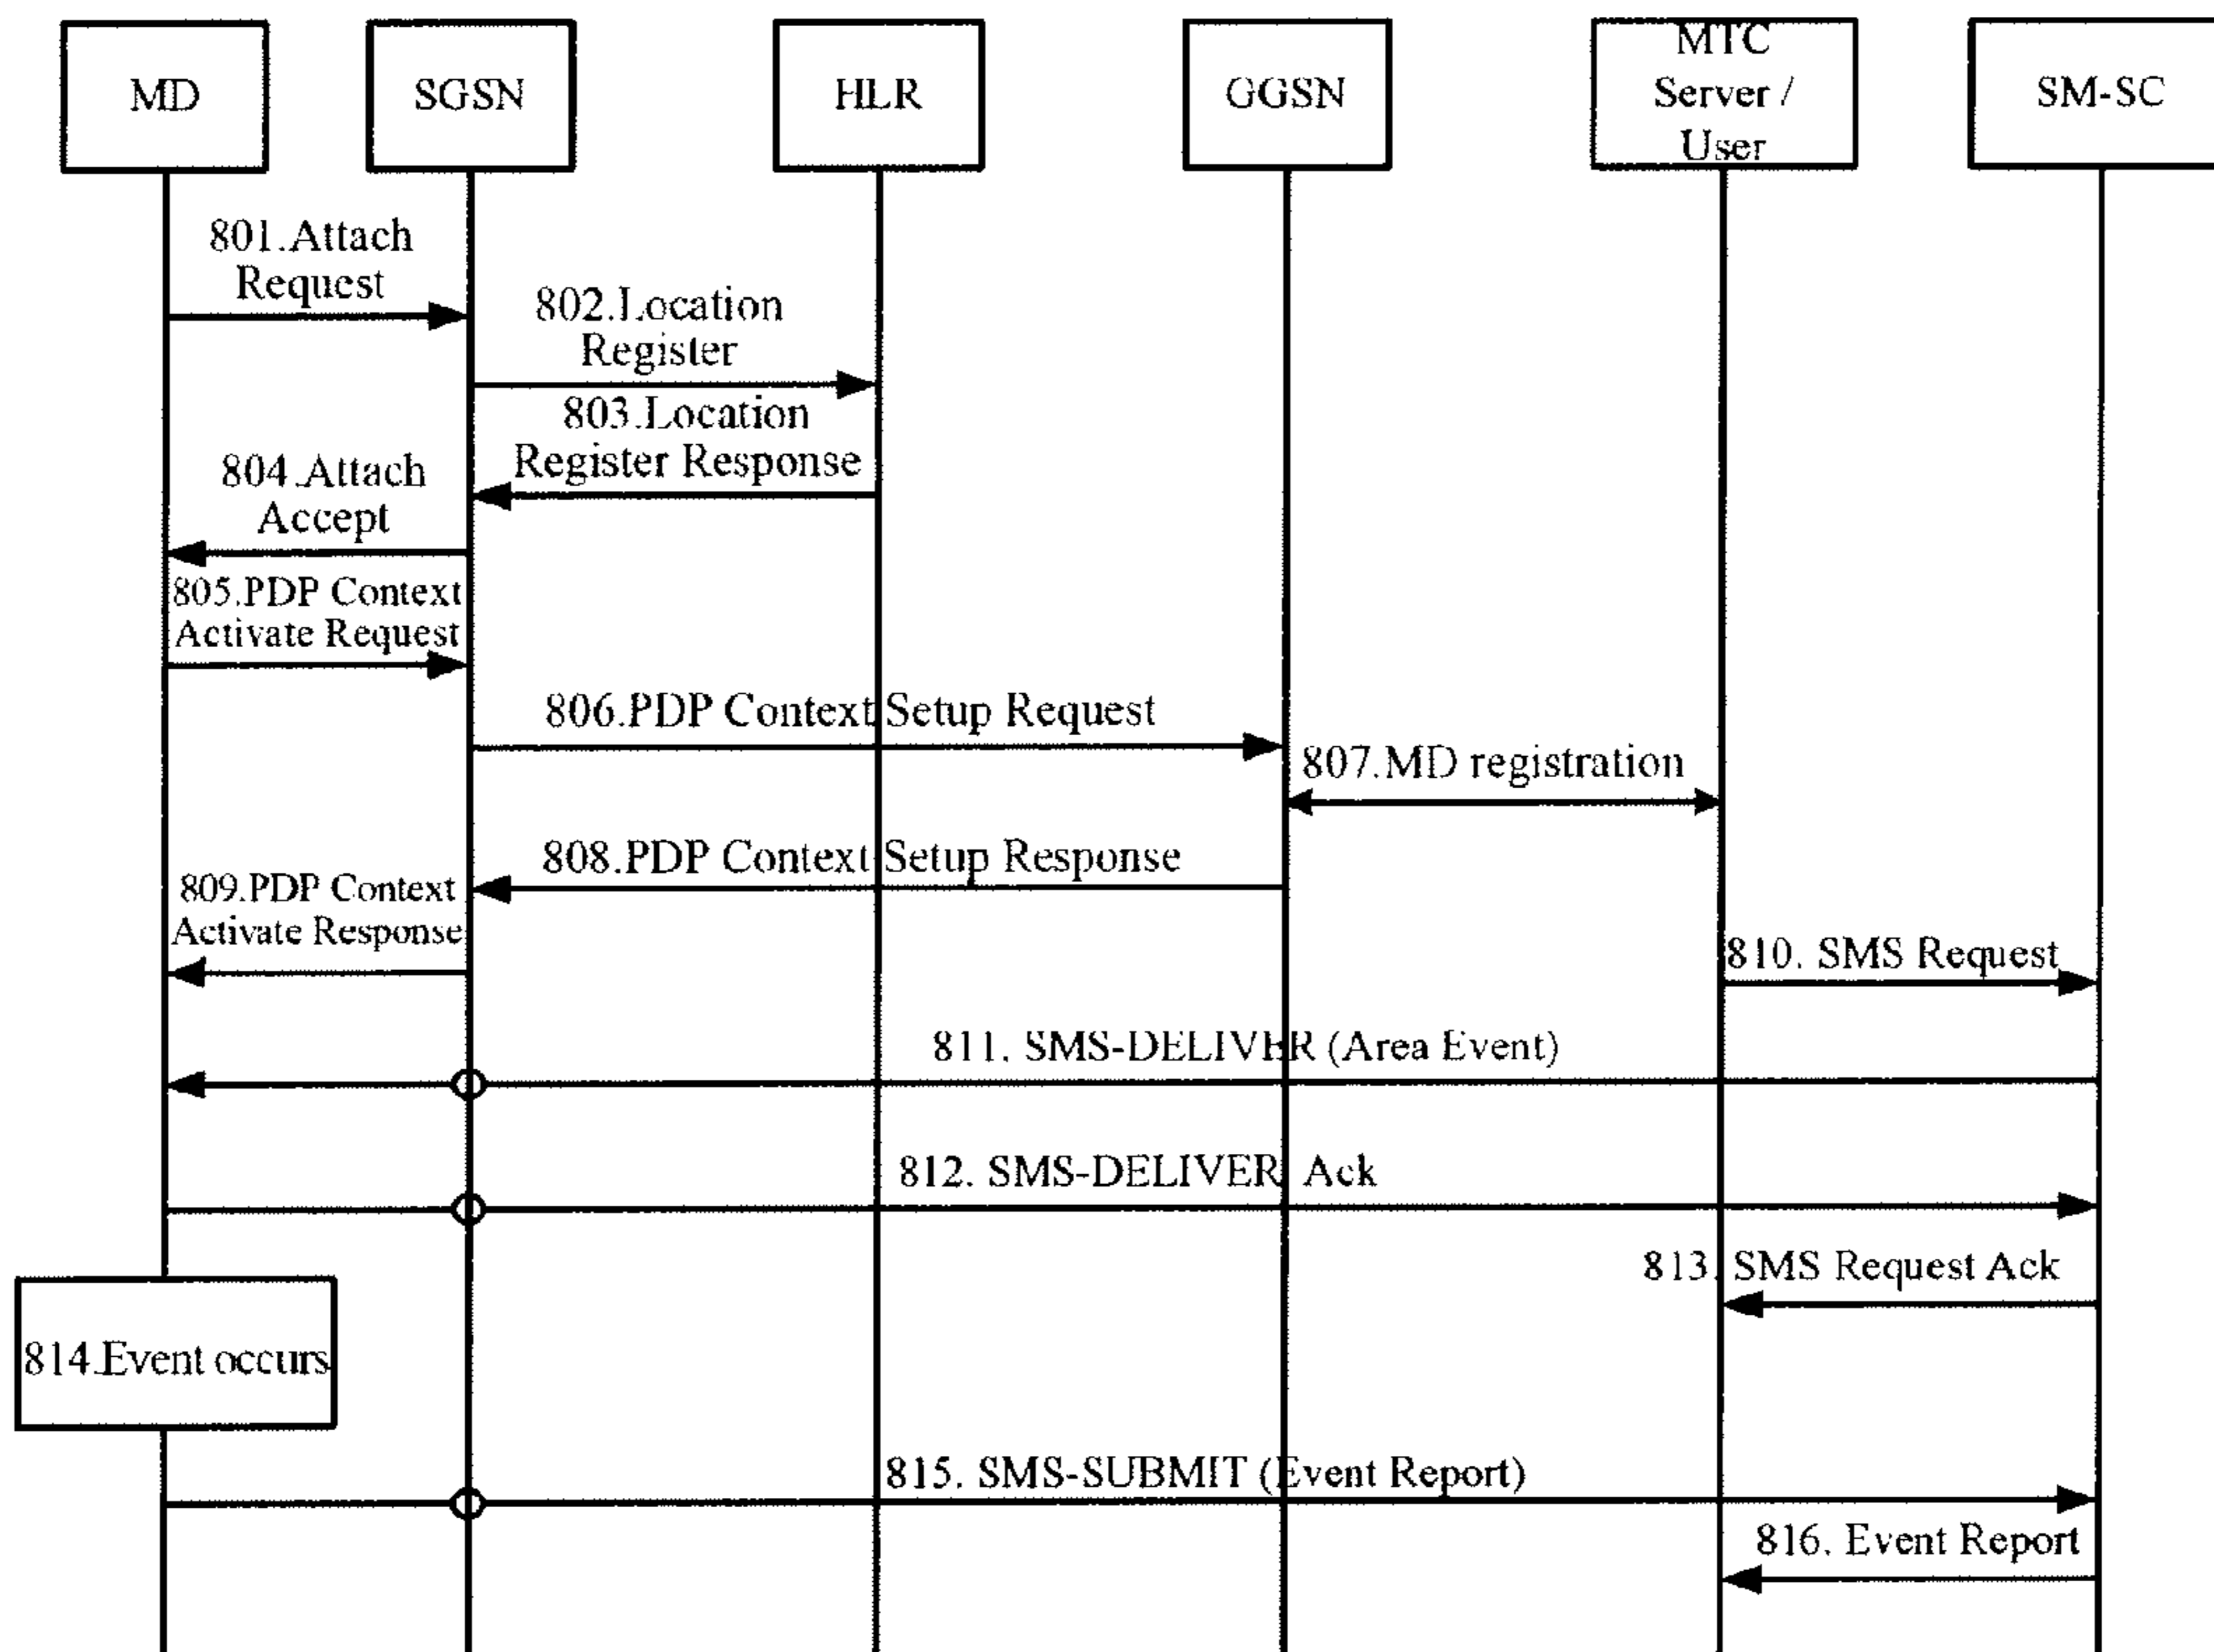 MD
SGSN
HLR
GGSN
MTC
Server /
User
SM-SC
801.Attach
Request
802.Location
Register
803.Location
Register Response
804.Attach
Accept
805.PDP Context
Activate Request
806.PDP Context Setup Request
807.MD registration
808.PDP Context Setup Response
809.PDP Context
Activate Response
810. SMS Request
811. SMS-DELIVER (Area Event)
812. SMS-DELIVER Ack
813. SMS Request Ack
814.Event occurs
815. SMS-SUBMIT (Event Report)
816. Event Report